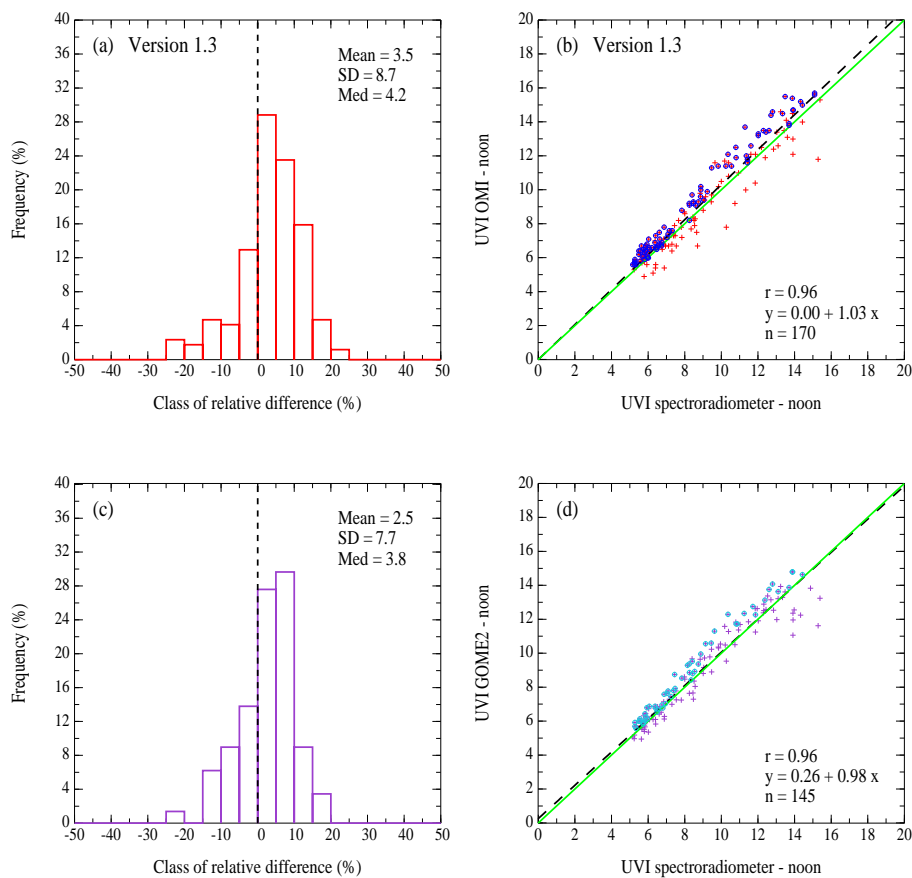 (a) Version 1.3
Mean = 3.5
SD = 8.7
Med = 4.2
40
36
32
28
24
20
16
12
8
4
0
Frequency (%)
-50 -40 -30 -20 -10 0 10 20 30 40 50
Class of relative difference (%)
(b) Version 1.3
20
18
16
14
12
10
8
6
4
2
0
UVI OMI - noon
r = 0.96
y = 0.00 + 1.03 x
n = 170
0 2 4 6 8 10 12 14 16 18 20
UVI spectroradiometer - noon
(c)
Mean = 2.5
SD = 7.7
Med = 3.8
40
36
32
28
24
20
16
12
8
4
0
Frequency (%)
-50 -40 -30 -20 -10 0 10 20 30 40 50
Class of relative difference (%)
(d)
20
18
16
14
12
10
8
6
4
2
0
UVI GOME2 - noon
r = 0.96
y = 0.26 + 0.98 x
n = 145
0 2 4 6 8 10 12 14 16 18 20
UVI spectroradiometer - noon